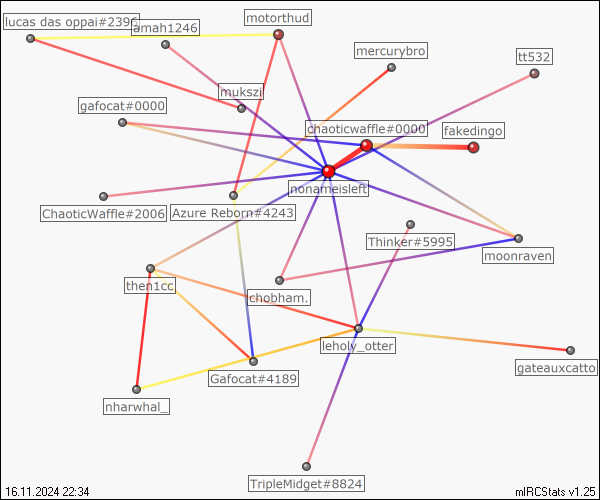 lucas das oppai#2396
amah1246
motorthud
mercurybro
tt532
mukszi
gafocat#0000
chaoticwaffle#0000
fakedingo
nonameisleft
ChaoticWaffle#2006
Azure Reborn#4243
Thinker#5995
moonraven
then1cc
chobham.
leholy_otter
gateauxcatto
Gafocat#4189
nharwhal_
TripleMidget#8824
16.11.2024 22:34
mIRCStats v1.25